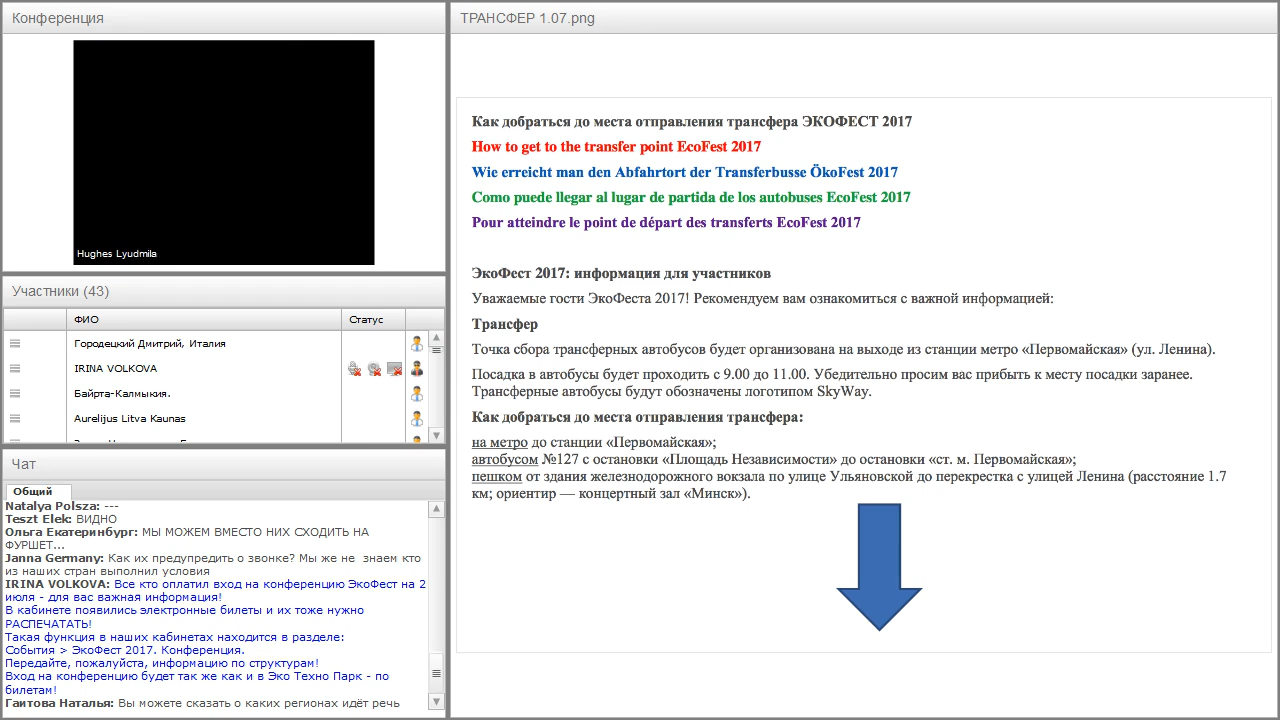 Конференция
Hughes Lyudmila
Участники (43)
ФИО
Статус
Городецкий Дмитрий, Италия
IRINA VOLKOVA
Байрта-Калмыкия.
Aurelijus Litva Kaunas
Чат
Общий
Natalya Polsza: ---
Teszt Elek: ВИДНО
Ольга Екатеринбург: МЫ МОЖЕМ ВМЕСТО НИХ СХОДИТЬ НА
ФУРШЕТ...
Janna Germany: Как их предупредить о звонке? Мы же не знаем кто
из наших стран выполнил условия
IRINA VOLKOVA: Все кто оплатил вход на конференцию ЭкоФест на 2
июля - для вас важная информация!
В кабинете появились электронные билеты и их тоже нужно
РАСПЕЧАТАТЬ!
Такая функция в наших кабинетах находится в разделе:
События > ЭкоФест 2017. Конференция.
Передайте, пожалуйста, информацию по структурам!
Вход на конференцию будет так же как и в Эко Техно Парк - по
билетам!
Гаитова Наталья: Вы можете сказать о каких регионах идёт речь
ТРАНСФЕР 1.07.png
Как добраться до места отправления трансфера ЭКОФЕСТ 2017
How to get to the transfer point EcoFest 2017
Wie erreicht man den Abfahrtort der Transferbusse ÖkoFest 2017
Como puede llegar al lugar de partida de los autobuses EcoFest 2017
Pour atteindre le point de départ des transferts EcoFest 2017
ЭкоФест 2017: информация для участников
Уважаемые гости ЭкоФеста 2017! Рекомендуем вам ознакомиться с важной информацией:
Трансфер
Точка сбора трансферных автобусов будет организована на выходе из станции метро «Первомайская» (ул. Ленина).
Посадка в автобусы будет проходить с 9.00 до 11.00. Убедительно просим вас прибыть к месту посадки заранее.
Трансферные автобусы будут обозначены логотипом SkyWay.
Как добраться до места отправления трансфера:
на метро до станции «Первомайская»;
автобусом №127 с остановки «Площадь Независимости» до остановки «ст. м. Первомайская»;
пешком от здания железнодорожного вокзала по улице Ульяновской до перекрестка с улицей Ленина (расстояние 1.7
км; ориентир — концертный зал «Минск»).